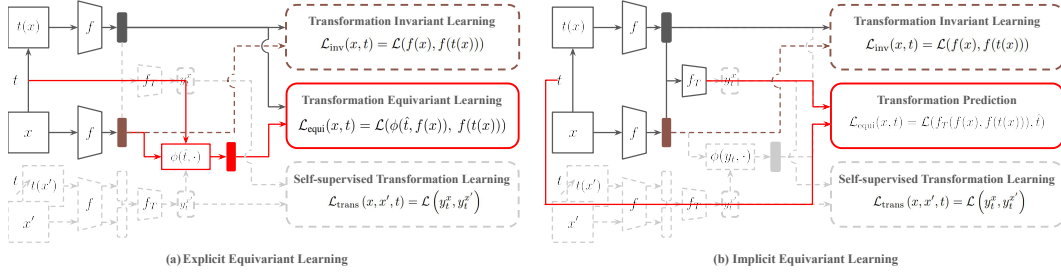 t(x)
f
Transformation Invariant Learning
ℒ_inv(x, t) = ℒ(f(x), f(t(x)))
t
f_T
y_t^x
x
f
Transformation Equivariant Learning
ℒ_equi(x, t) = ℒ(φ(t̂, f(x)), f(t(x)))
φ(t̂, ·)
t
t(x′)
x′
f
f_T
Self-supervised Transformation Learning
ℒ_trans (x, x′, t) = ℒ (y_t^x, y_t^x′)
(a) Explicit Equivariant Learning
t(x)
f
Transformation Invariant Learning
ℒ_inv(x, t) = ℒ(f(x), f(t(x)))
t
f_T
y_t^x
x
f
Transformation Prediction
ℒ_equi(x, t) = ℒ(f_T(f(x), f(t(x))), t)
φ(y_t, ·)
t
t(x′)
x′
f
f_T
Self-supervised Transformation Learning
ℒ_trans (x, x′, t) = ℒ (y_t^x, y_t^x′)
(b) Implicit Equivariant Learning